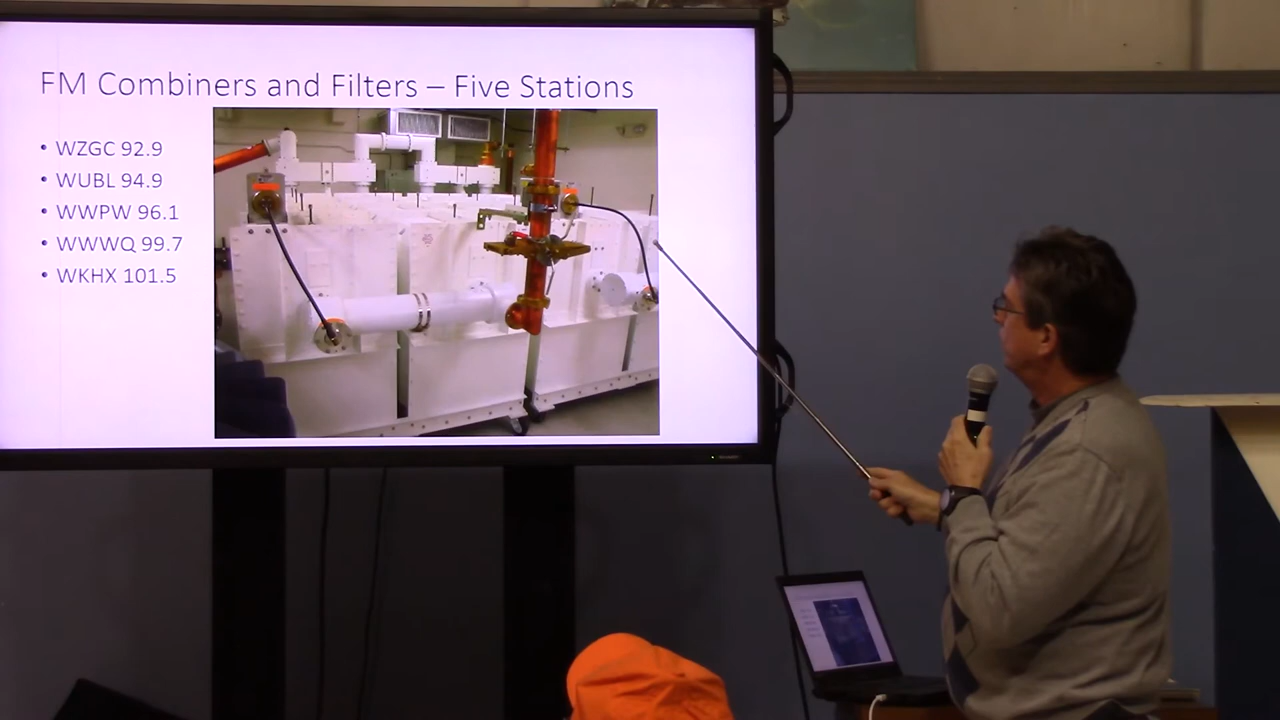 FM Combiners and Filters – Five Stations
• WZGC 92.9
• WUBL 94.9
• WWPW 96.1
• WWWQ 99.7
• WKHX 101.5